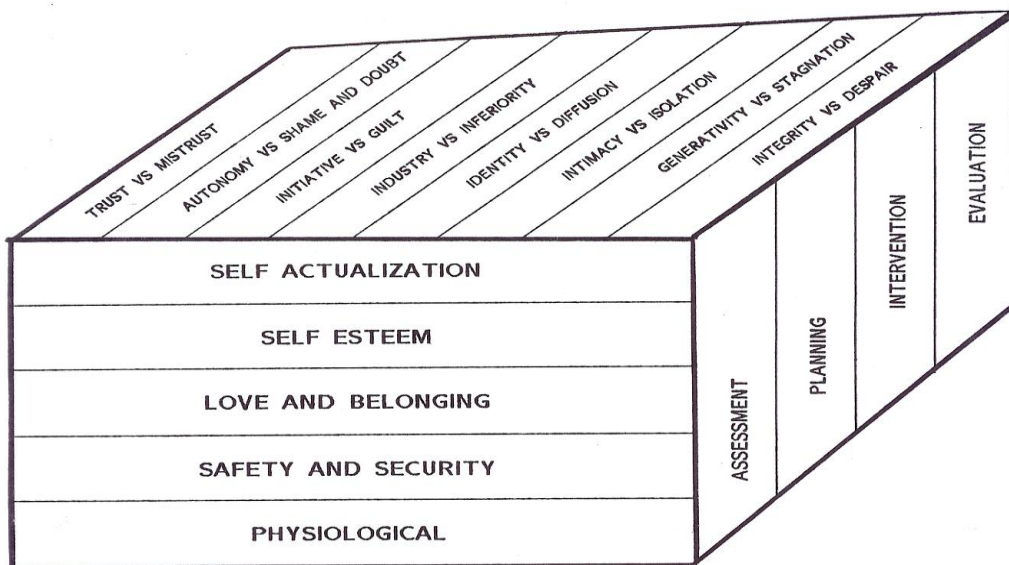 TRUST VS MISTRUST
AUTONOMY VS SHAME AND DOUBT
INITIATIVE VS GUILT
INDUSTRY VS INFERIORITY
IDENTITY VS DIFFUSION
INTIMACY VS ISOLATION
GENERATIVITY VS STAGNATION
INTEGRITY VS DESPAIR
SELF ACTUALIZATION
SELF ESTEEM
LOVE AND BELONGING
SAFETY AND SECURITY
PHYSIOLOGICAL
ASSESSMENT
PLANNING
INTERVENTION
EVALUATION